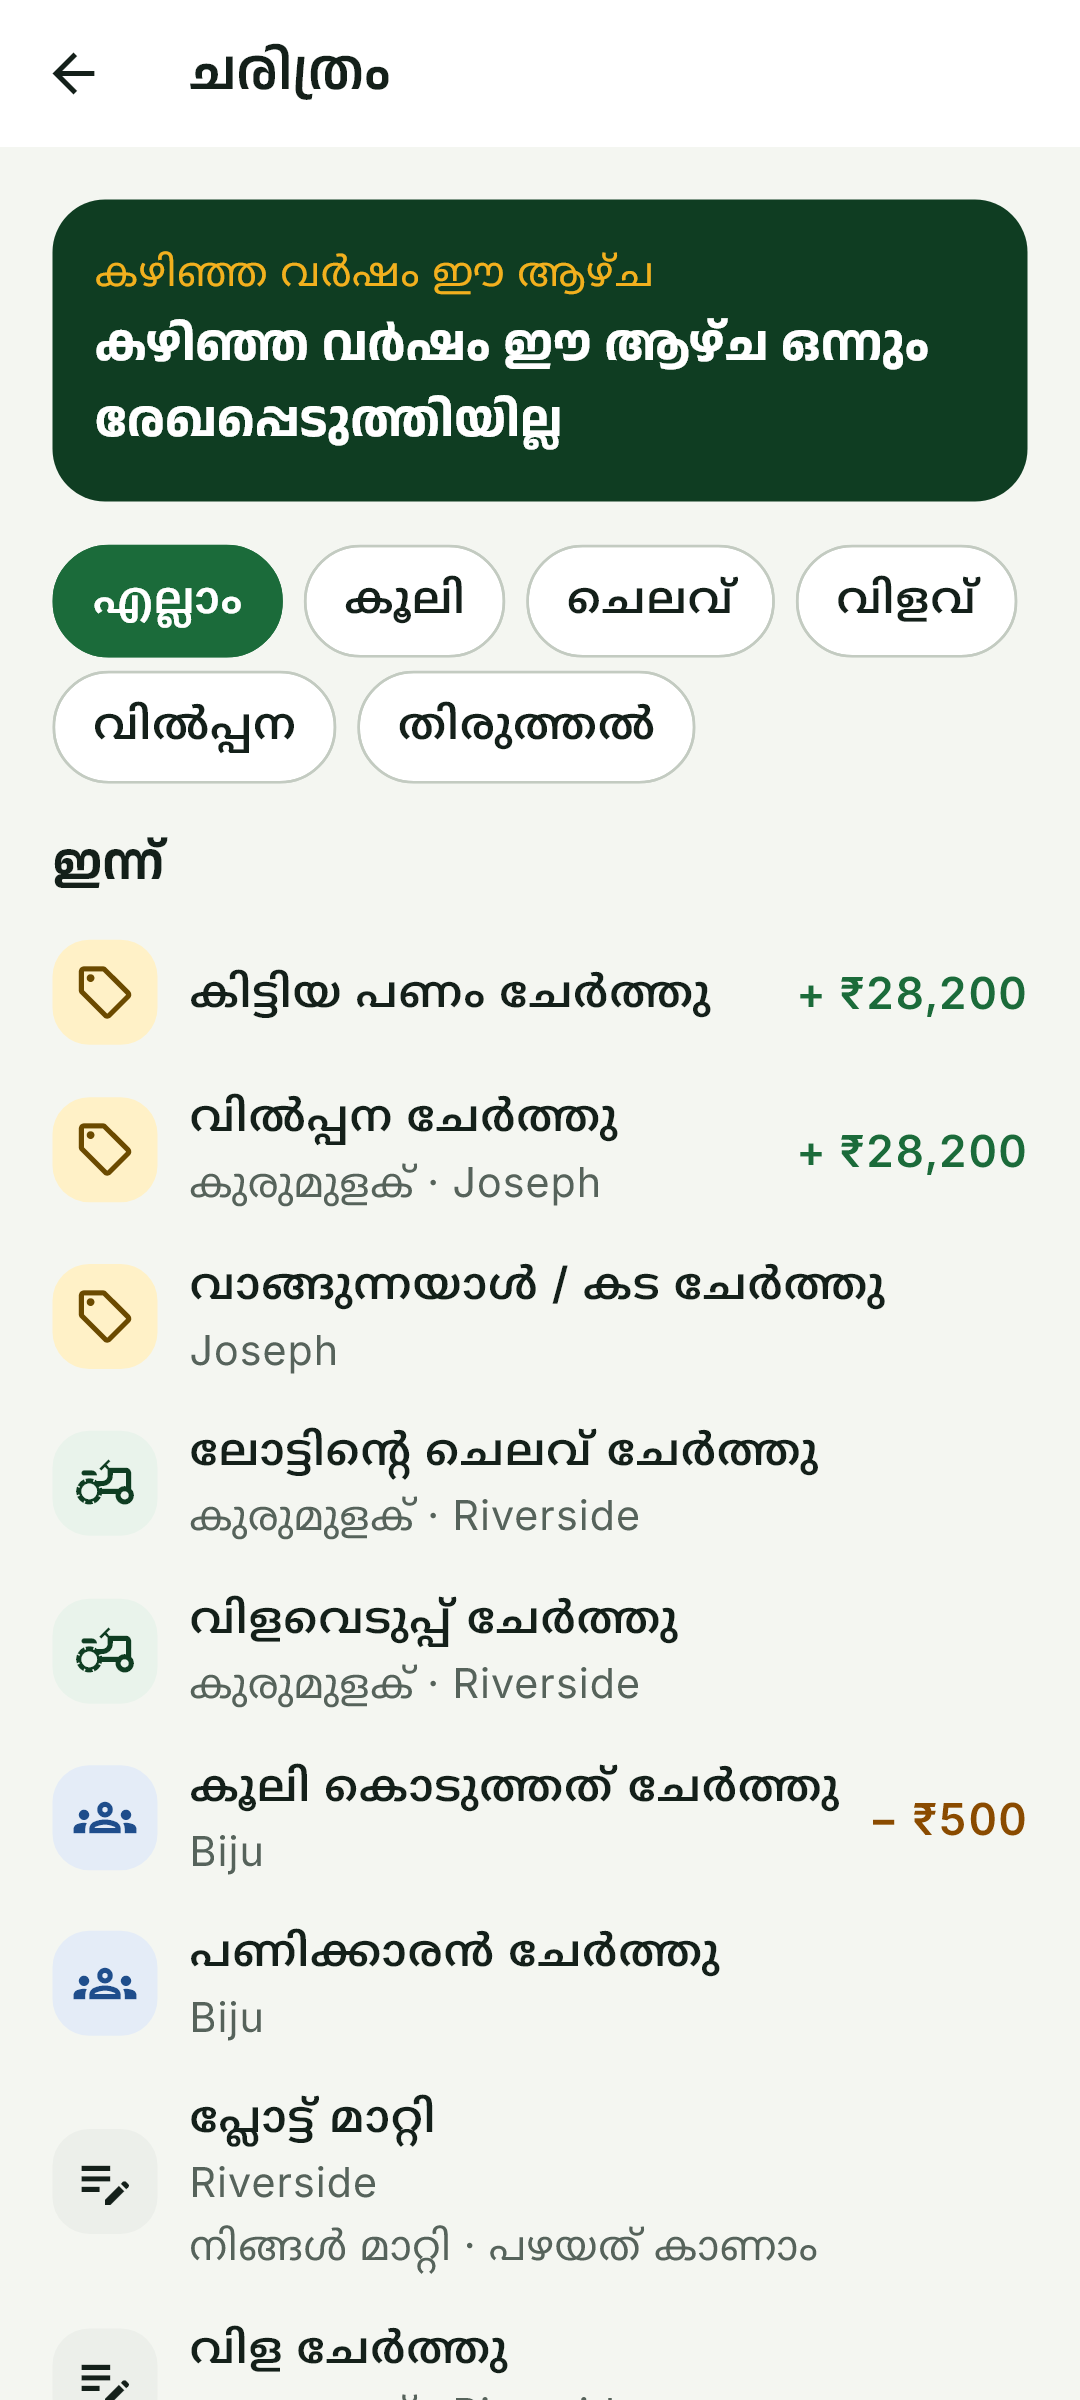 ചരിത്രം
കഴിഞ്ഞ വർഷം ഈ ആഴ്ച
കഴിഞ്ഞ വർഷം ഈ ആഴ്ച ഒന്നും
രേഖപ്പെടുത്തിയില്ല
എല്ലാം കൂലി ചെലവ് വിളവ്
വിൽപ്പന തിരുത്തൽ
ഇന്ന്
കിട്ടിയ പണം ചേർത്തു + ₹28,200
വിൽപ്പന ചേർത്തു
കുരുമുളക് · Joseph
+ ₹28,200
വാങ്ങുന്നയാൾ / കട ചേർത്തു
Joseph
ലോട്ടിന്റെ ചെലവ് ചേർത്തു
കുരുമുളക് · Riverside
വിളവെടുപ്പ് ചേർത്തു
കുരുമുളക് · Riverside
കൂലി കൊടുത്തത് ചേർത്തു
Biju
– ₹500
പണിക്കാരൻ ചേർത്തു
Biju
പ്ലോട്ട് മാറ്റി
Riverside
നിങ്ങൾ മാറ്റി · പഴയത് കാണാം
വിള ചേർത്തു